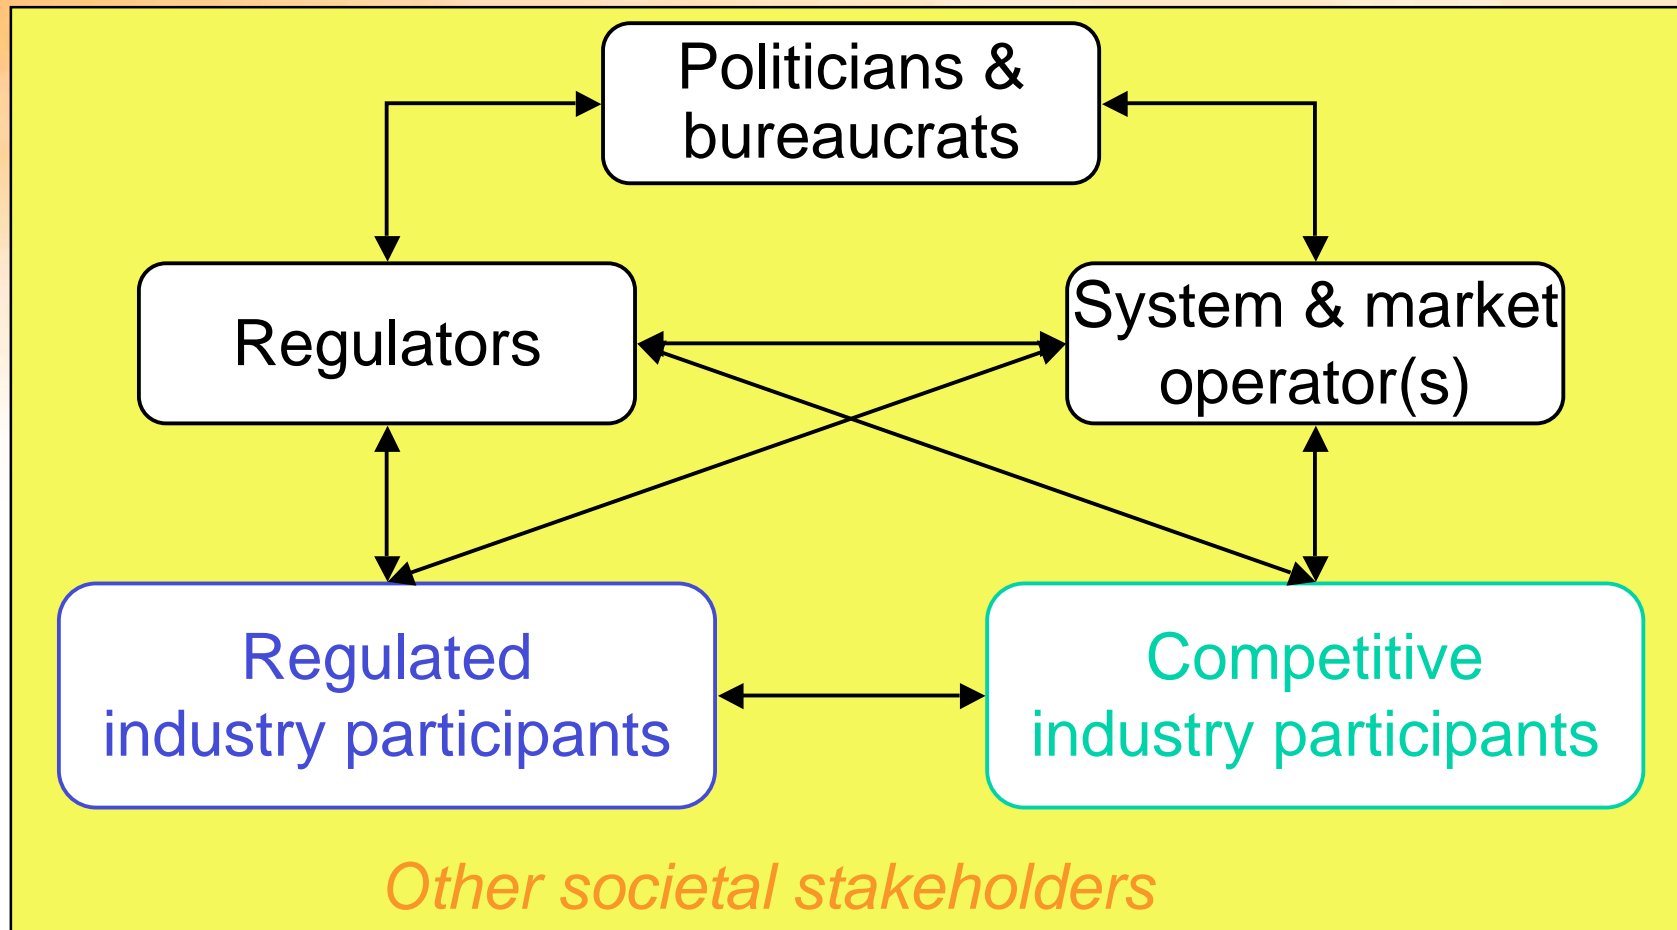 Politicians &
bureaucrats
Regulators
System & market
operator(s)
Regulated
industry participants
Competitive
industry participants
Other societal stakeholders